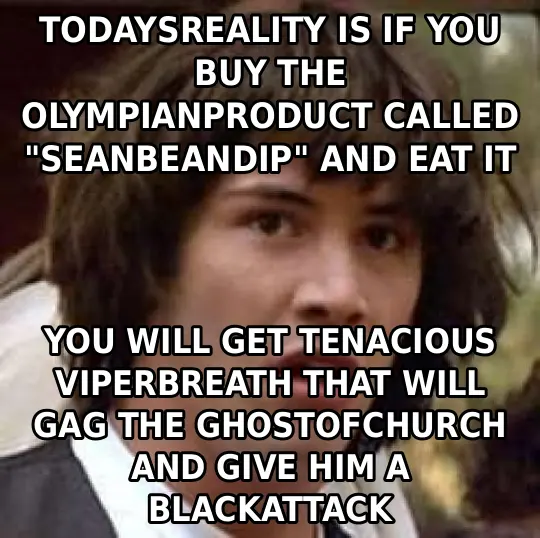 TODAYSREALITY IS IF YOU
BUY THE
OLYMPIANPRODUCT CALLED
"SEANBEANDIP" AND EAT IT
YOU WILL GET TENACIOUS
VIPERBREATH THAT WILL
GAG THE GHOSTOFCHURCH
AND GIVE HIM A
BLACKATTACK